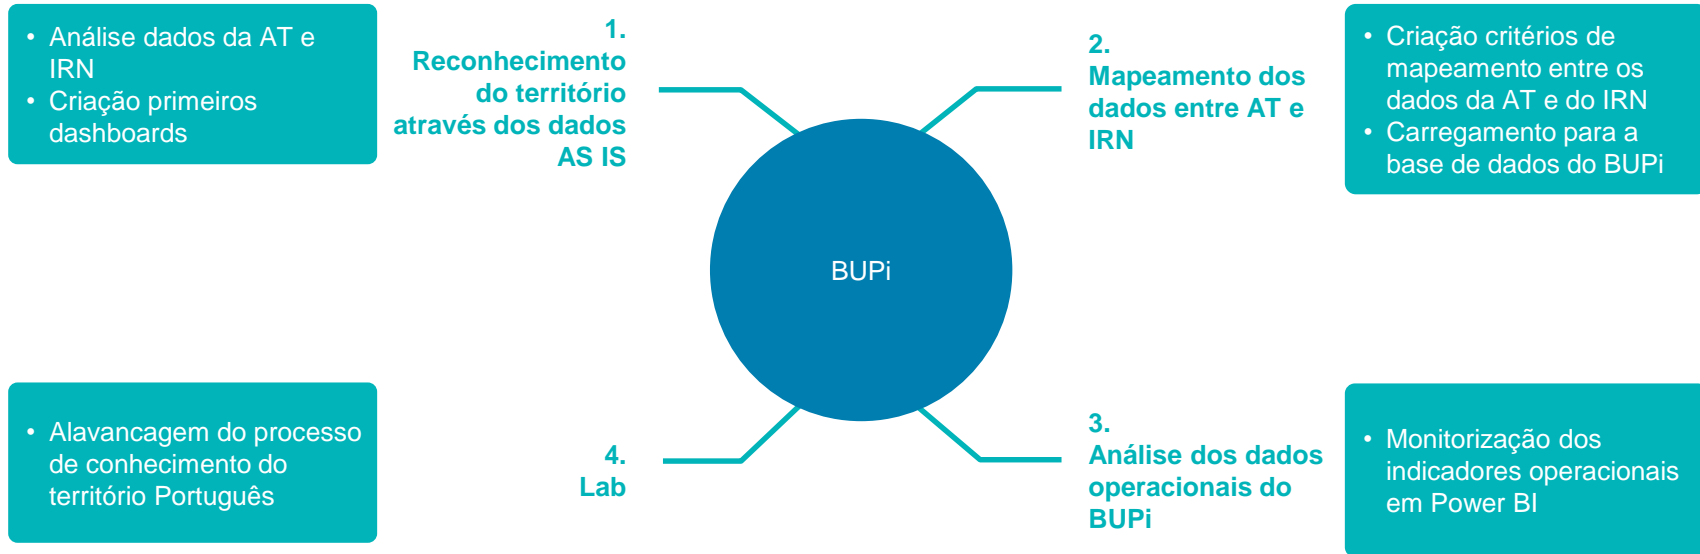 • Análise dados da AT e
IRN
• Criação primeiros
dashboards
1.
Reconhecimento
do território
através dos dados
AS IS
2.
Mapeamento dos
dados entre AT e
IRN
• Criação critérios de
mapeamento entre os
dados da AT e do IRN
• Carregamento para a
base de dados do BUPi
BUPi
• Alavancagem do processo
de conhecimento do
território Português
4.
Lab
3.
Análise dos dados
operacionais do
BUPi
• Monitorização dos
indicadores operacionais
em Power BI